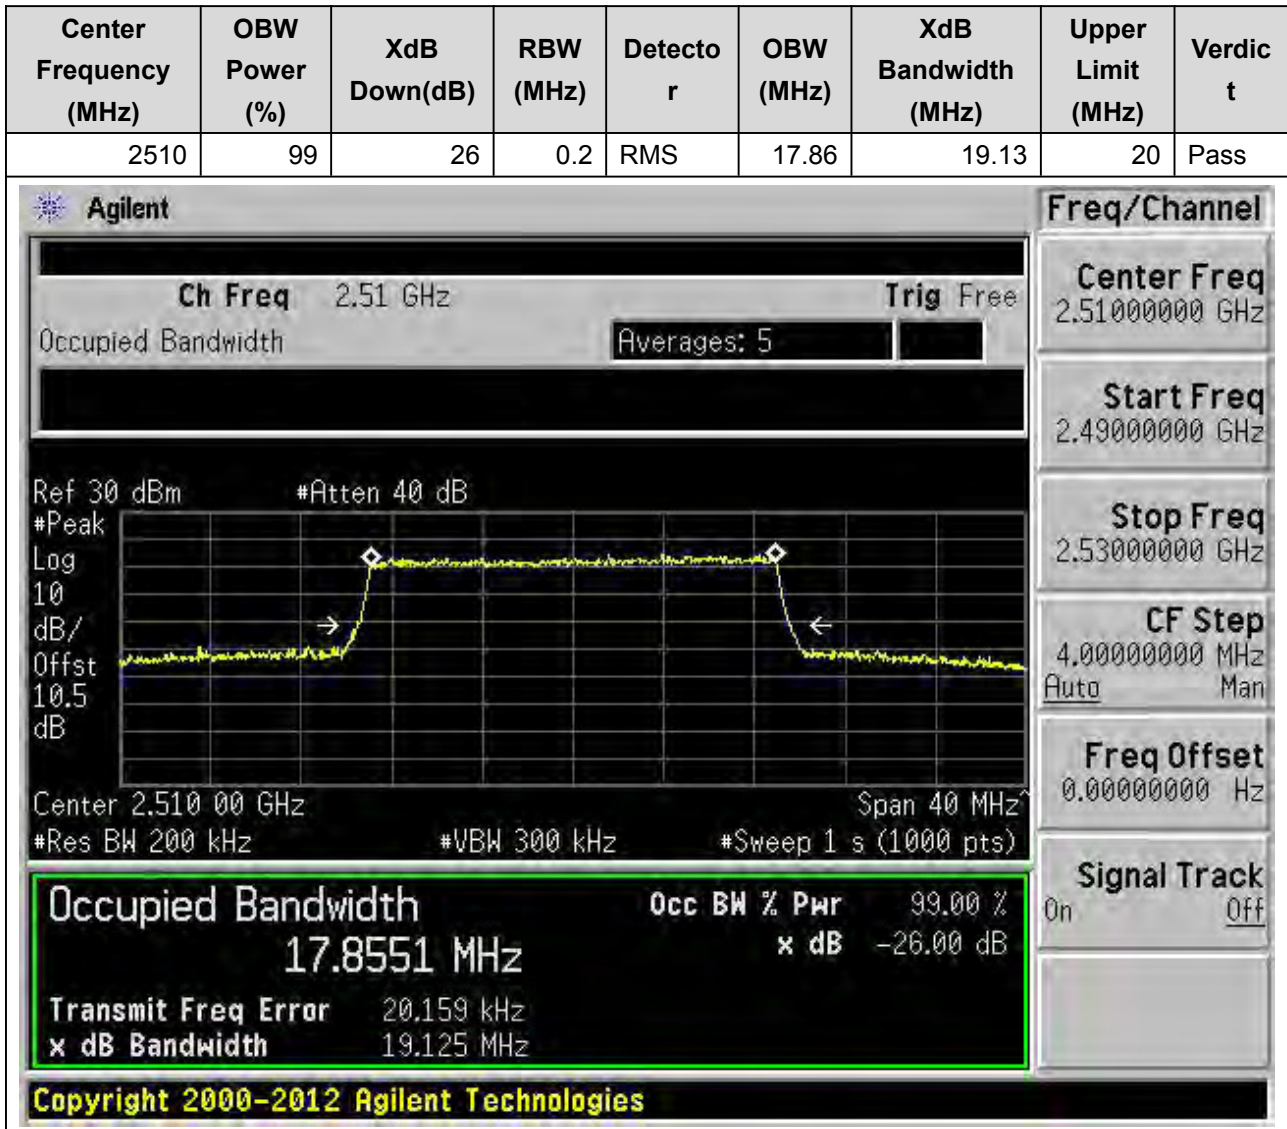 Center Frequency (MHz) OBW Power (%) XdB Down(dB) RBW (MHz) Detecto r OBW (MHz) XdB Bandwidth (MHz) Upper Limit (MHz) Verdic t
2510 99 26 0.2 RMS 17.86 19.13 20 Pass
Agilent
Ch Freq 2.51 GHz Trig Free
Occupied Bandwidth Averages: 5
Ref 30 dBm #Atten 40 dB
#Peak
Log
10
dB/
Offst
10.5
dB
Center 2.510 00 GHz Span 40 MHz^
#Res BW 200 kHz #VBW 300 kHz #Sweep 1 s (1000 pts)
Occupied Bandwidth Occ BW % Pwr 99.00 %
17.8551 MHz x dB -26.00 dB
Transmit Freq Error 20.159 kHz
x dB Bandwidth 19.125 MHz
Copyright 2000-2012 Agilent Technologies
Freq/Channel
Center Freq
2.51000000 GHz
Start Freq
2.49000000 GHz
Stop Freq
2.53000000 GHz
CF Step
4.00000000 MHz
Auto Man
Freq Offset
0.00000000 Hz
Signal Track
On Off